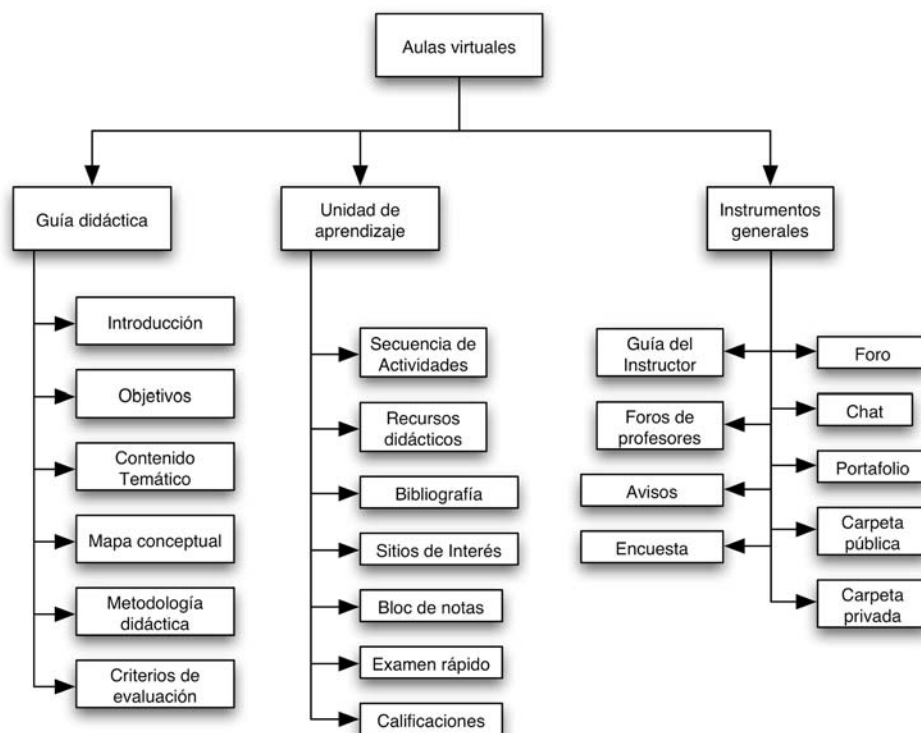 Aulas virtuales
Guía didáctica
Unidad de
aprendizaje
Instrumentos
generales
Introducción
Objetivos
Contenido
Temático
Mapa conceptual
Metodología
didáctica
Criterios de
evaluación
Secuencia de
Actividades
Recursos
didácticos
Bibliografía
Sitios de Interés
Bloc de notas
Examen rápido
Calificaciones
Guía del
Instructor
Foros de
profesores
Avisos
Encuesta
Foro
Chat
Portafolio
Carpeta
pública
Carpeta
privada